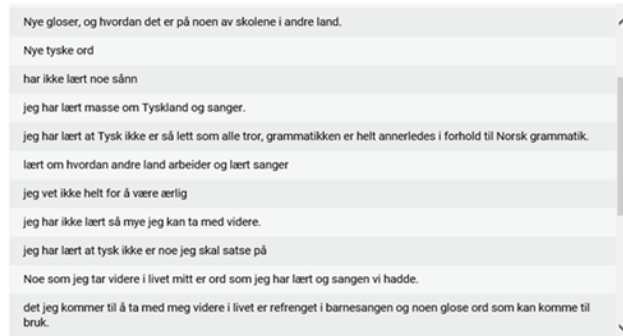 Nye gloser, og hvordan det er på noen av skolene i andre land.
Nye tyske ord
har ikke lært noe sånn
jeg har lært masse om Tyskland og sanger.
jeg har lært at Tysk ikke er så lett som alle tror, grammatikken er helt annerledes i forhold til Norsk grammatik.
lært om hvordan andre land arbeider og lært sanger
jeg vet ikke helt for å være ærlig
jeg har ikke lært så mye jeg kan ta med videre.
jeg har lært at tysk ikke er noe jeg skal satse på
Noe som jeg tar videre i livet mitt er ord som jeg har lært og sangen vi hadde.
det jeg kommer til å ta med meg videre i livet er refrenget i barnesangen og noen glose ord som kan komme til
bruk.